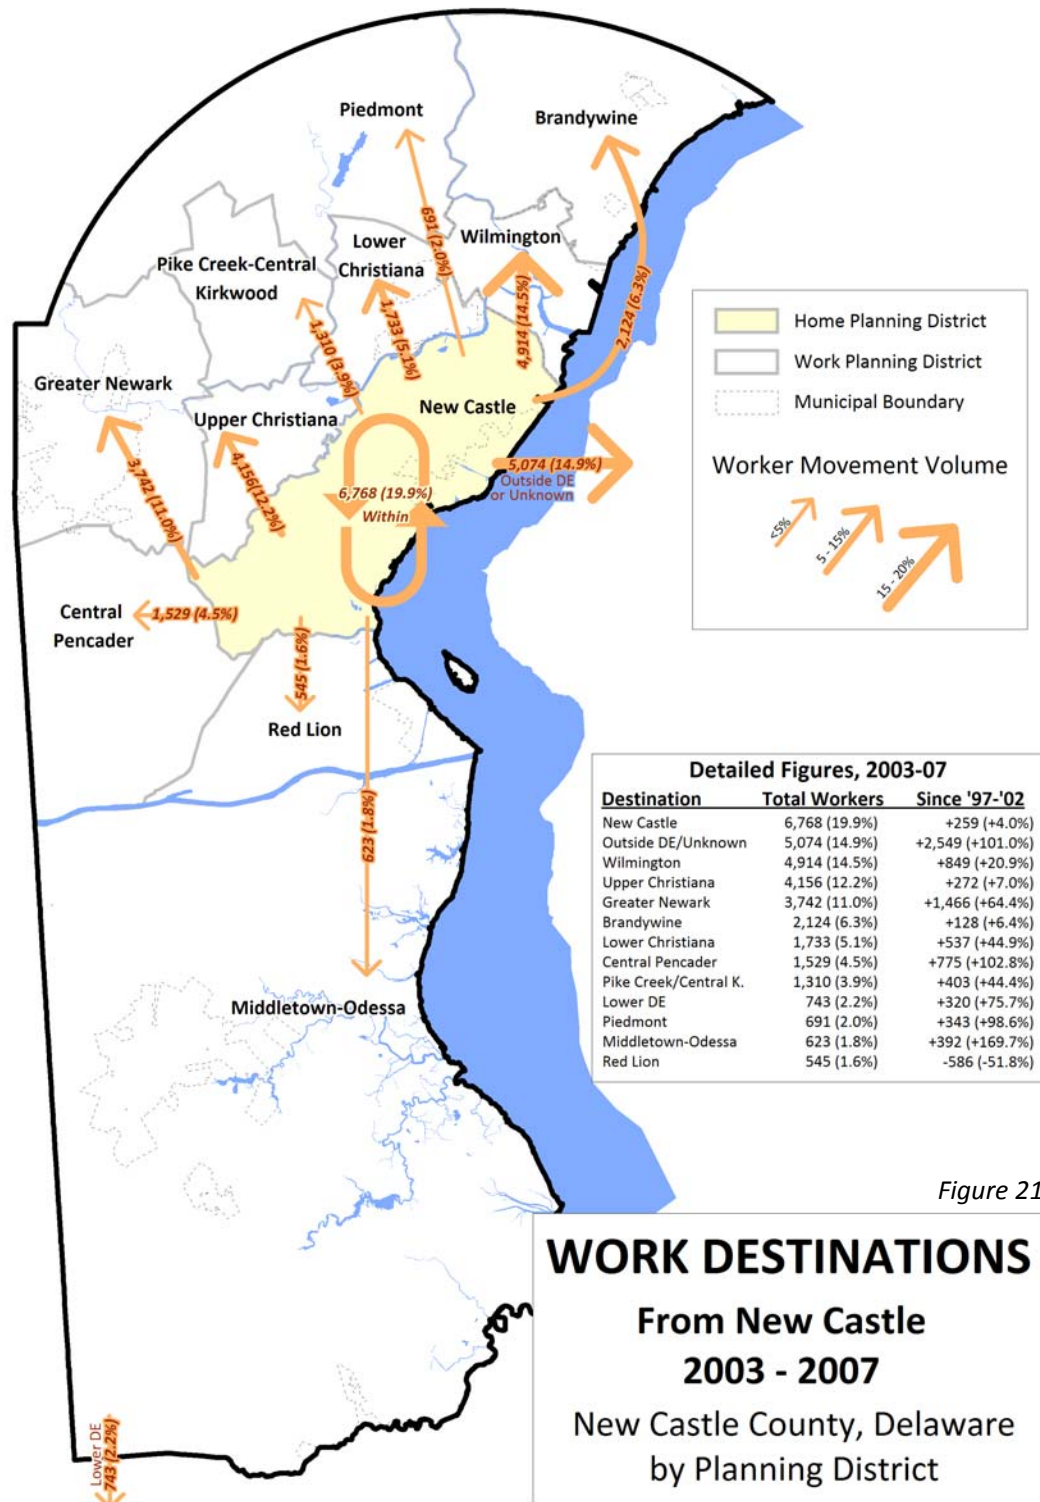 Piedmont
Brandywine
691 (2.0%)
Lower
Christiana
Wilmington
Pike Creek-Central
Kirkwood
1,310 (3.9%)
1,733 (5.1%)
4,914 (14.5%)
2,124 (6.3%)
Home Planning District
Work Planning District
Municipal Boundary
Worker Movement Volume
<5%
5 - 15%
15 - 20%
Greater Newark
Upper Christiana
New Castle
3,742 (11.0%)
4,156(12.2%)
5,074 (14.9%)
Outside DE
or Unknown
6,768 (19.9%)
Within
Central
Pencader
1,529 (4.5%)
545 (1.6%)
Red Lion
623 (1.8%)
Middletown-Odessa
Detailed Figures, 2003-07
Destination Total Workers Since '97-'02
New Castle 6,768 (19.9%) +259 (+4.0%)
Outside DE/Unknown 5,074 (14.9%) +2,549 (+101.0%)
Wilmington 4,914 (14.5%) +849 (+20.9%)
Upper Christiana 4,156 (12.2%) +272 (+7.0%)
Greater Newark 3,742 (11.0%) +1,466 (+64.4%)
Brandywine 2,124 (6.3%) +128 (+6.4%)
Lower Christiana 1,733 (5.1%) +537 (+44.9%)
Central Pencader 1,529 (4.5%) +775 (+102.8%)
Pike Creek/Central K. 1,310 (3.9%) +403 (+44.4%)
Lower DE 743 (2.2%) +320 (+75.7%)
Piedmont 691 (2.0%) +343 (+98.6%)
Middletown-Odessa 623 (1.8%) +392 (+169.7%)
Red Lion 545 (1.6%) -586 (-51.8%)
Figure 21
WORK DESTINATIONS
From New Castle
2003 - 2007
New Castle County, Delaware
by Planning District
Lower DE
743 (2.2%)